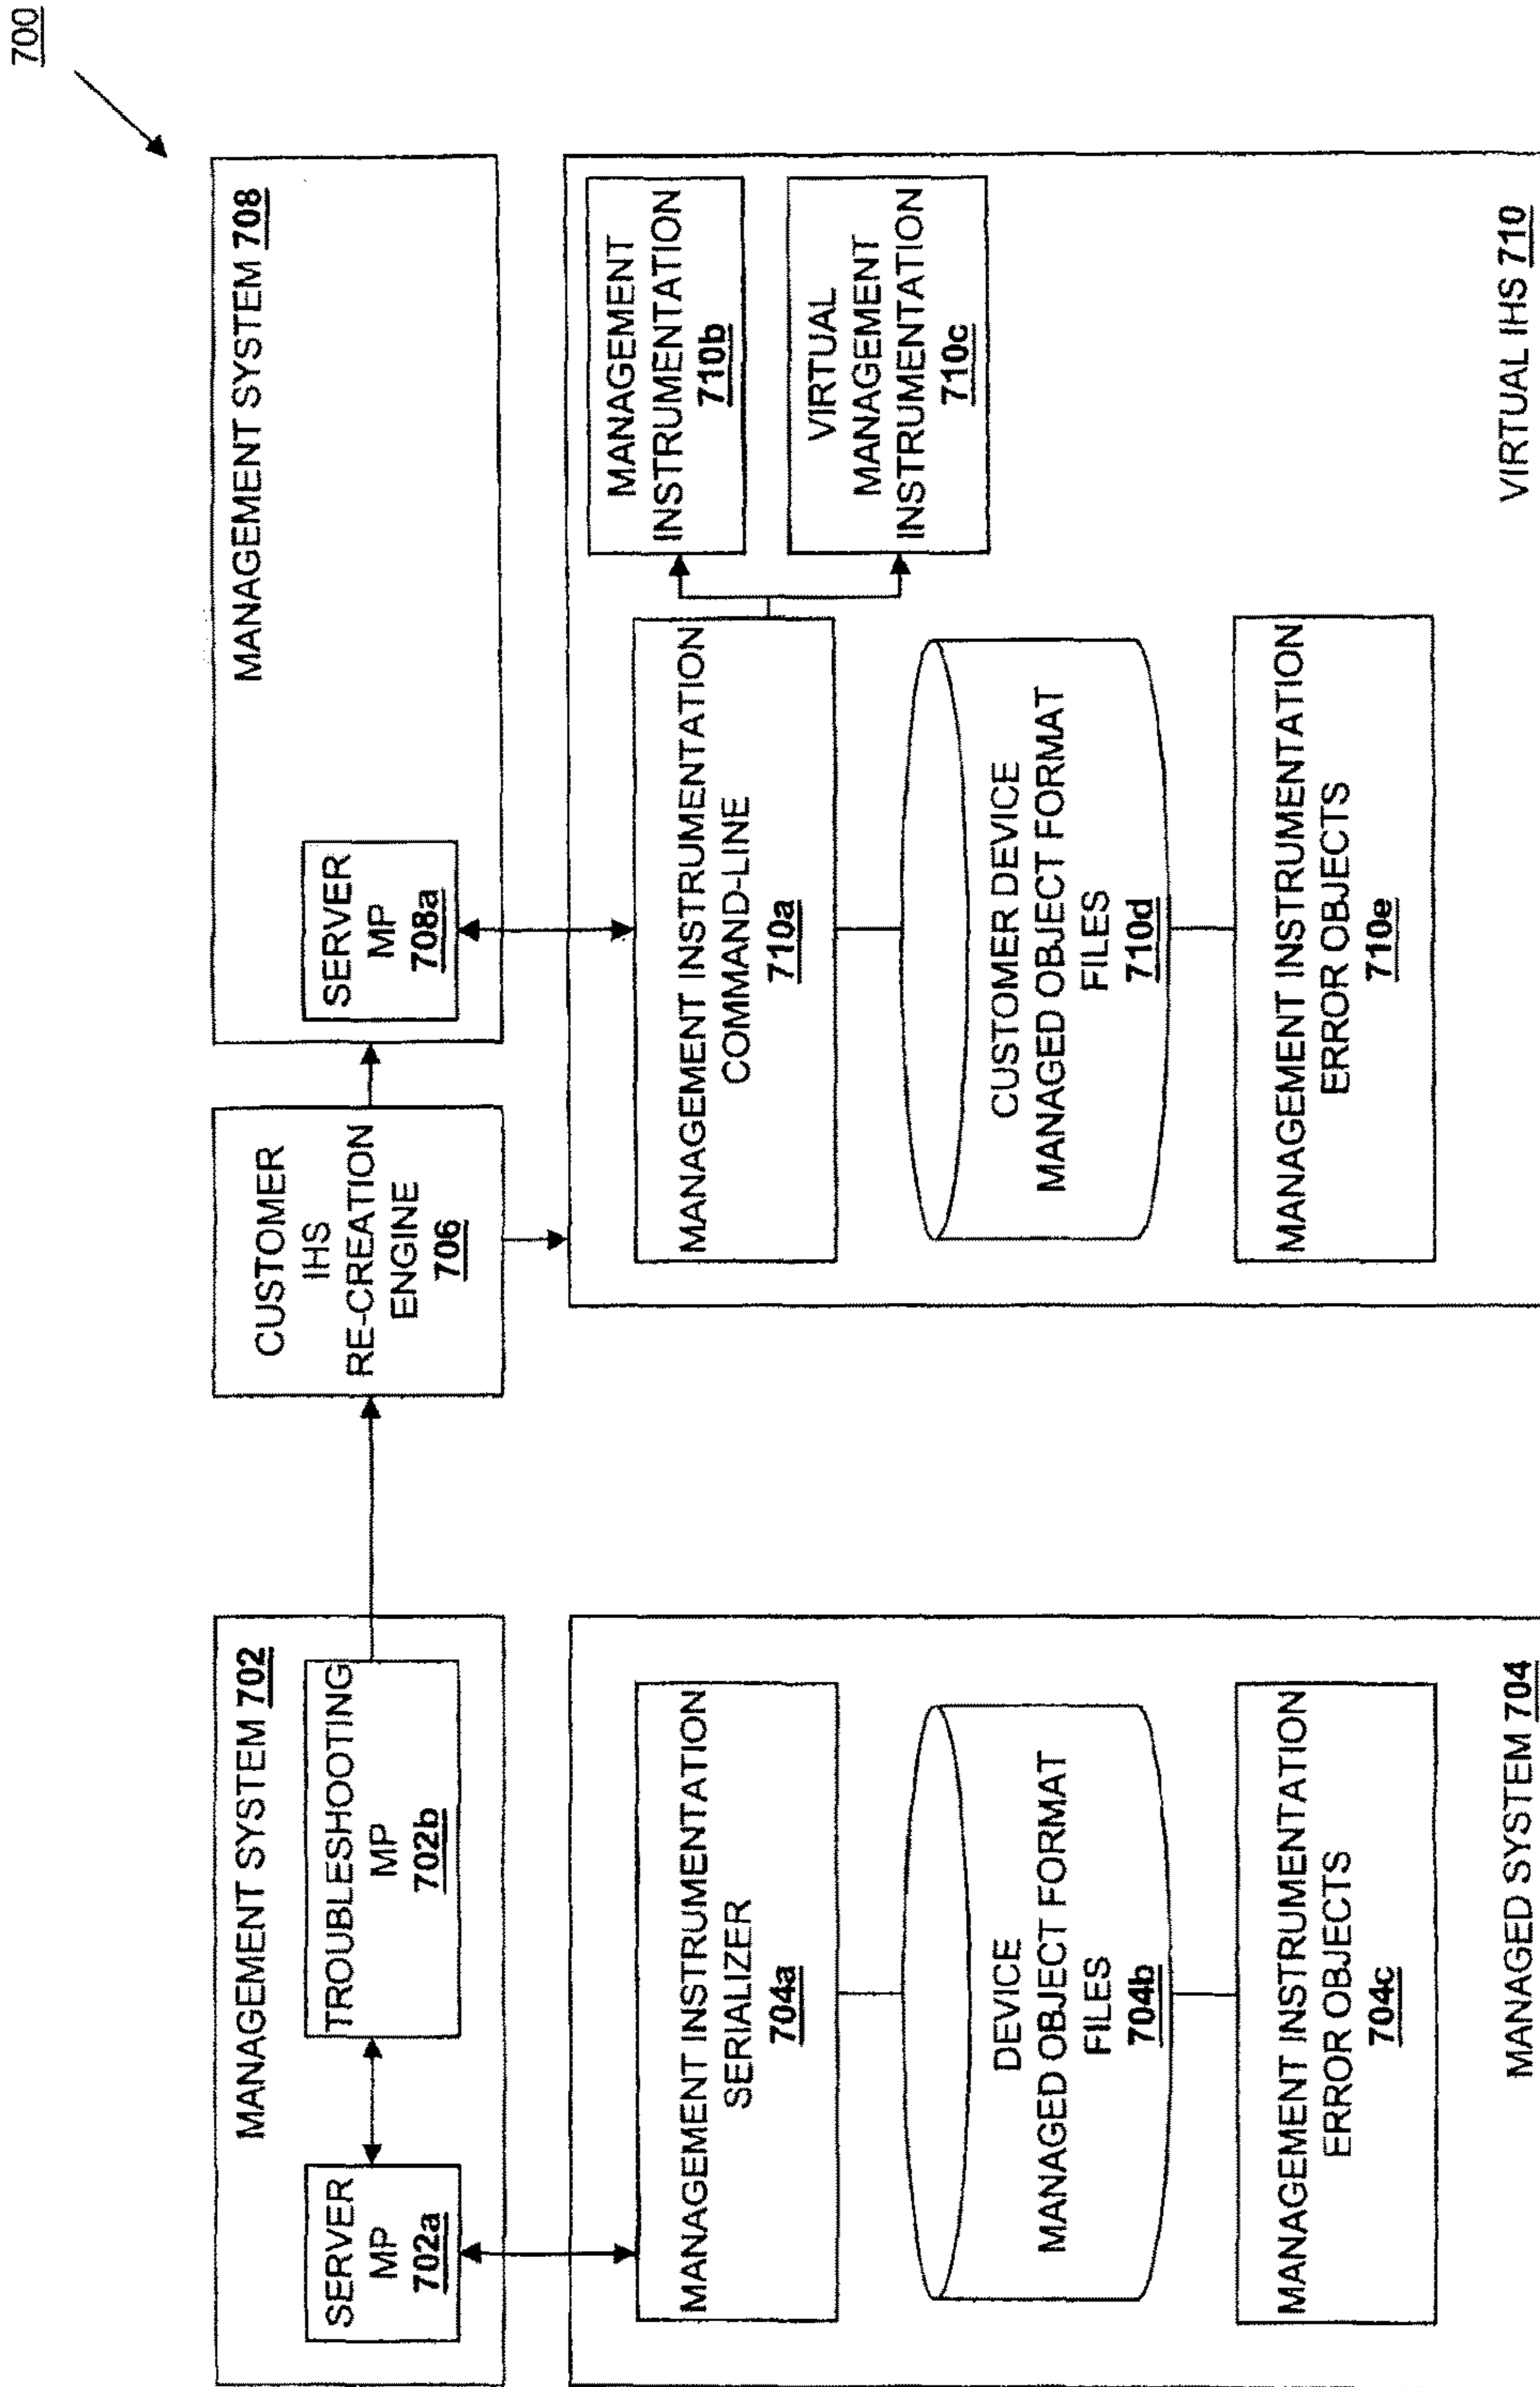 700
MANAGEMENT SYSTEM 702
SERVER
MP
702a
TROUBLESHOOTING
MP
702b
MANAGEMENT INSTRUMENTATION
SERIALIZER
704a
DEVICE
MANAGED OBJECT FORMAT
FILES
704b
MANAGEMENT INSTRUMENTATION
ERROR OBJECTS
704c
MANAGED SYSTEM 704
CUSTOMER
IHS
RE-CREATION
ENGINE
706
MANAGEMENT SYSTEM 708
SERVER
MP
708a
MANAGEMENT INSTRUMENTATION
COMMAND-LINE
710a
MANAGEMENT
INSTRUMENTATION
710b
VIRTUAL
MANAGEMENT
INSTRUMENTATION
710c
CUSTOMER DEVICE
MANAGED OBJECT FORMAT
FILES
710d
MANAGEMENT INSTRUMENTATION
ERROR OBJECTS
710e
VIRTUAL IHS 710